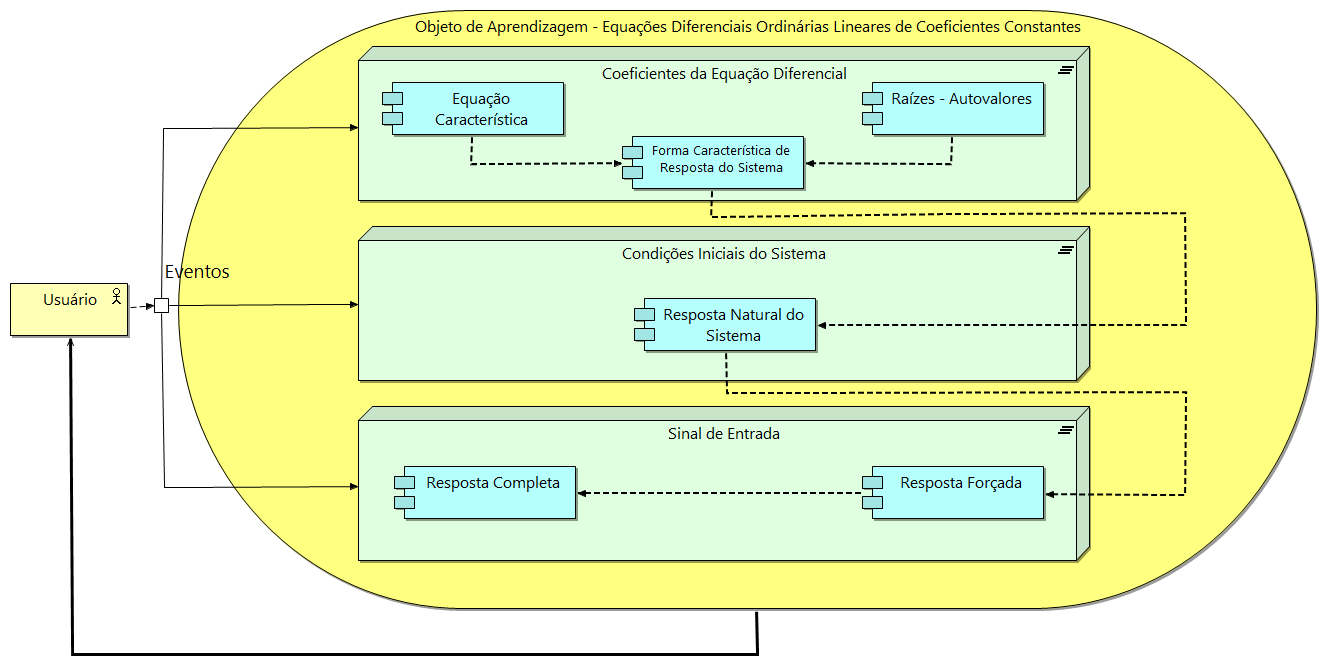 Objeto de Aprendizagem - Equações Diferenciais Ordinárias Lineares de Coeficientes Constantes
Coeficientes da Equação Diferencial
Equação
Característica
Raízes - Autovalores
Forma Característica de
Resposta do Sistema
Condições Iniciais do Sistema
Eventos
Usuário
Resposta Natural do
Sistema
Sinal de Entrada
Resposta Completa
Resposta Forçada